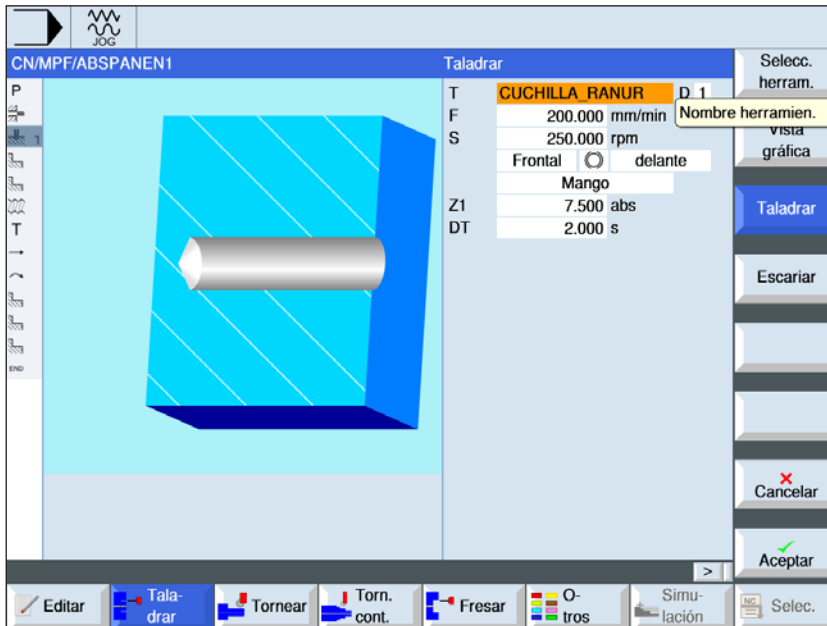 JOG
CN/MPF/ABSPANEN1
Taladrar
P
1
T
END
T CUCHILLA_RANUR D 1
F 200.000 mm/min
Nombre herramien.
S 250.000 rpm
Frontal delante
Mango
Z1 7.500 abs
DT 2.000 s
Selecc.
herram.
Vista
gráfica
Taladrar
Escariar
Cancelar
Aceptar
>
Editar
Tala-
drar
Tornear
Torn.
cont.
Fresar
O-
tros
Simu-
lación
NC
Selec.